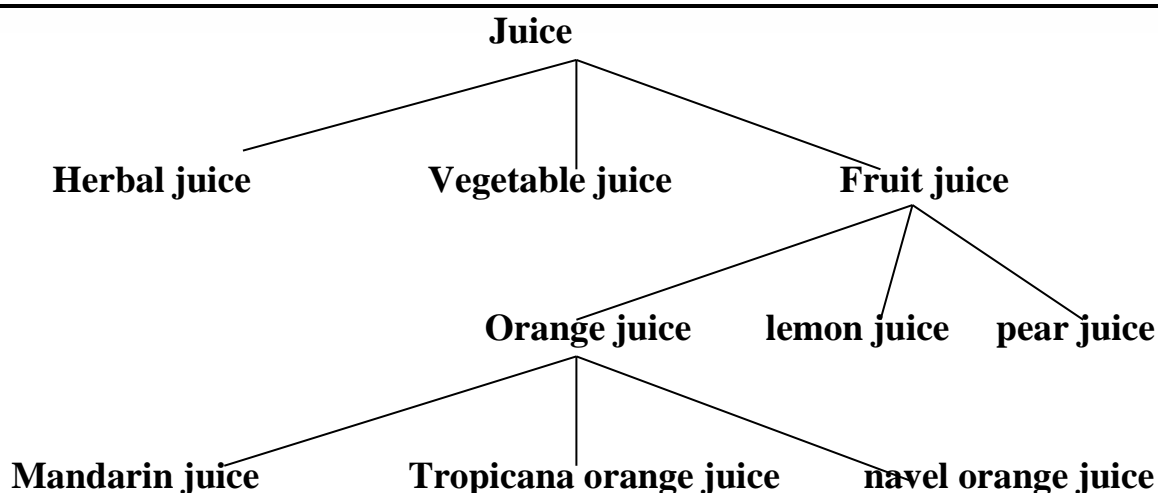 Juice
Herbal juice Vegetable juice Fruit juice
Orange juice lemon juice pear juice
Mandarin juice Tropicana orange juice navel orange juice